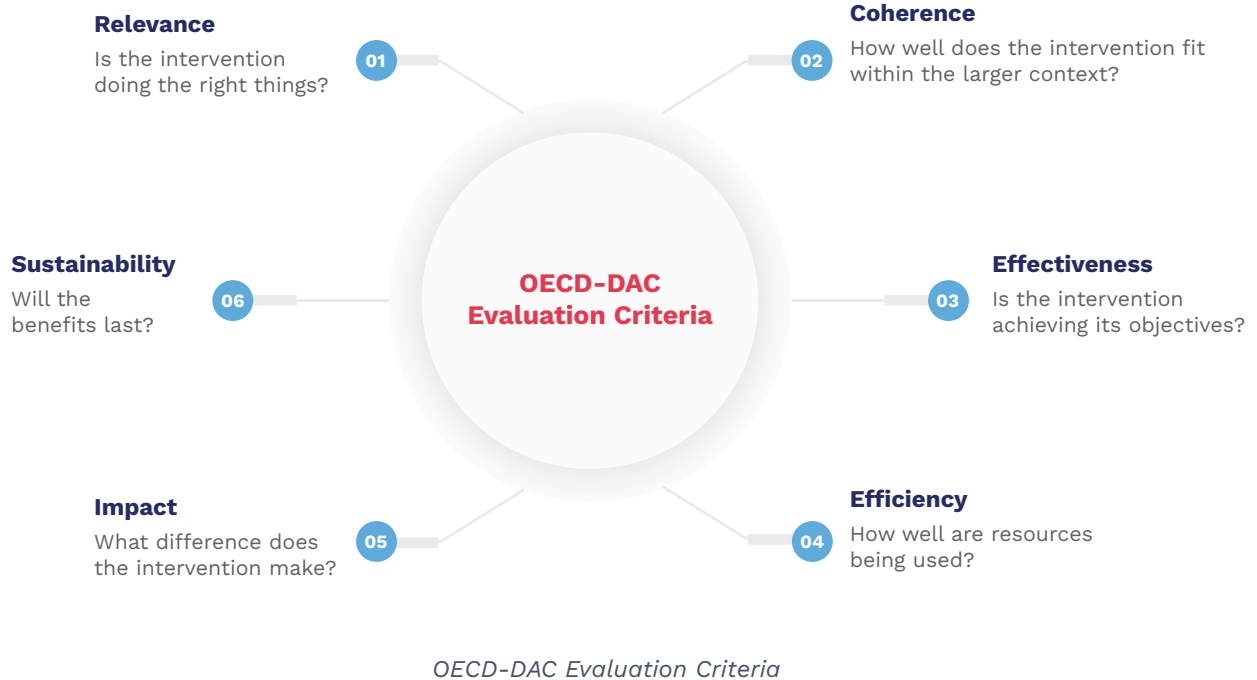 Relevance
Is the intervention
doing the right things?
01
02
Coherence
How well does the intervention fit
within the larger context?
Sustainability
Will the
benefits last?
06
OECD-DAC
Evaluation Criteria
03
Effectiveness
Is the intervention
achieving its objectives?
Impact
What difference does
the intervention make?
05
04
Efficiency
How well are resources
being used?
OECD-DAC Evaluation Criteria